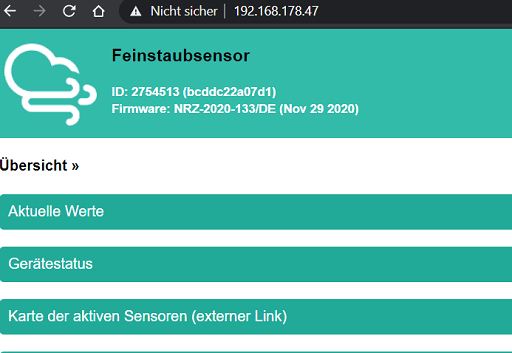 Nicht sicher | 192.168.178.47
Feinstaubsensor
ID: 2754513 (bcddc22a07d1)
Firmware: NRZ-2020-133/DE (Nov 29 2020)
Übersicht »
Aktuelle Werte
Gerätestatus
Karte der aktiven Sensoren (externer Link)